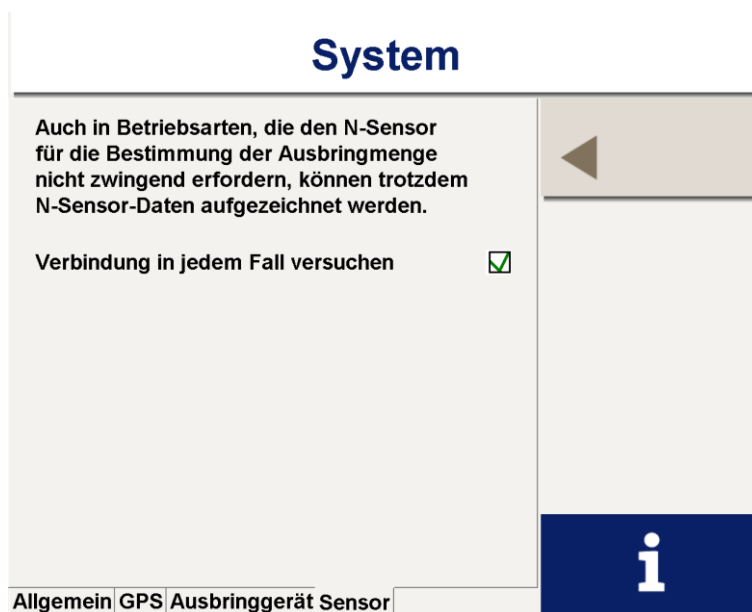 System
Auch in Betriebsarten, die den N-Sensor
für die Bestimmung der Ausbringmenge
nicht zwingend erfordern, können trotzdem
N-Sensor-Daten aufgezeichnet werden.
Verbindung in jedem Fall versuchen
i
Allgemein GPS Ausbringgerät Sensor